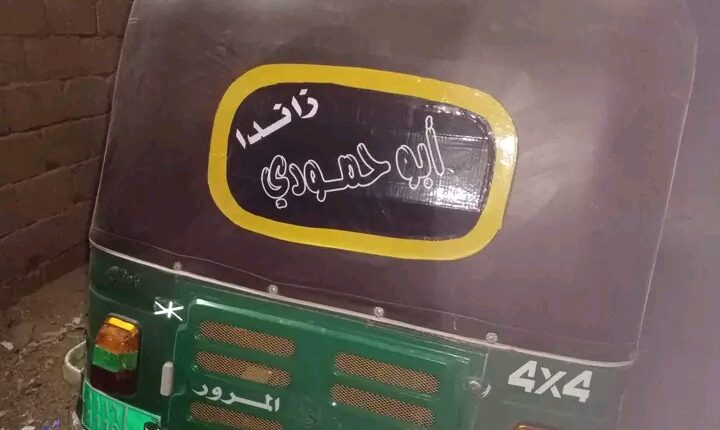 زاندا
أبو حمودي
المرور
4X4